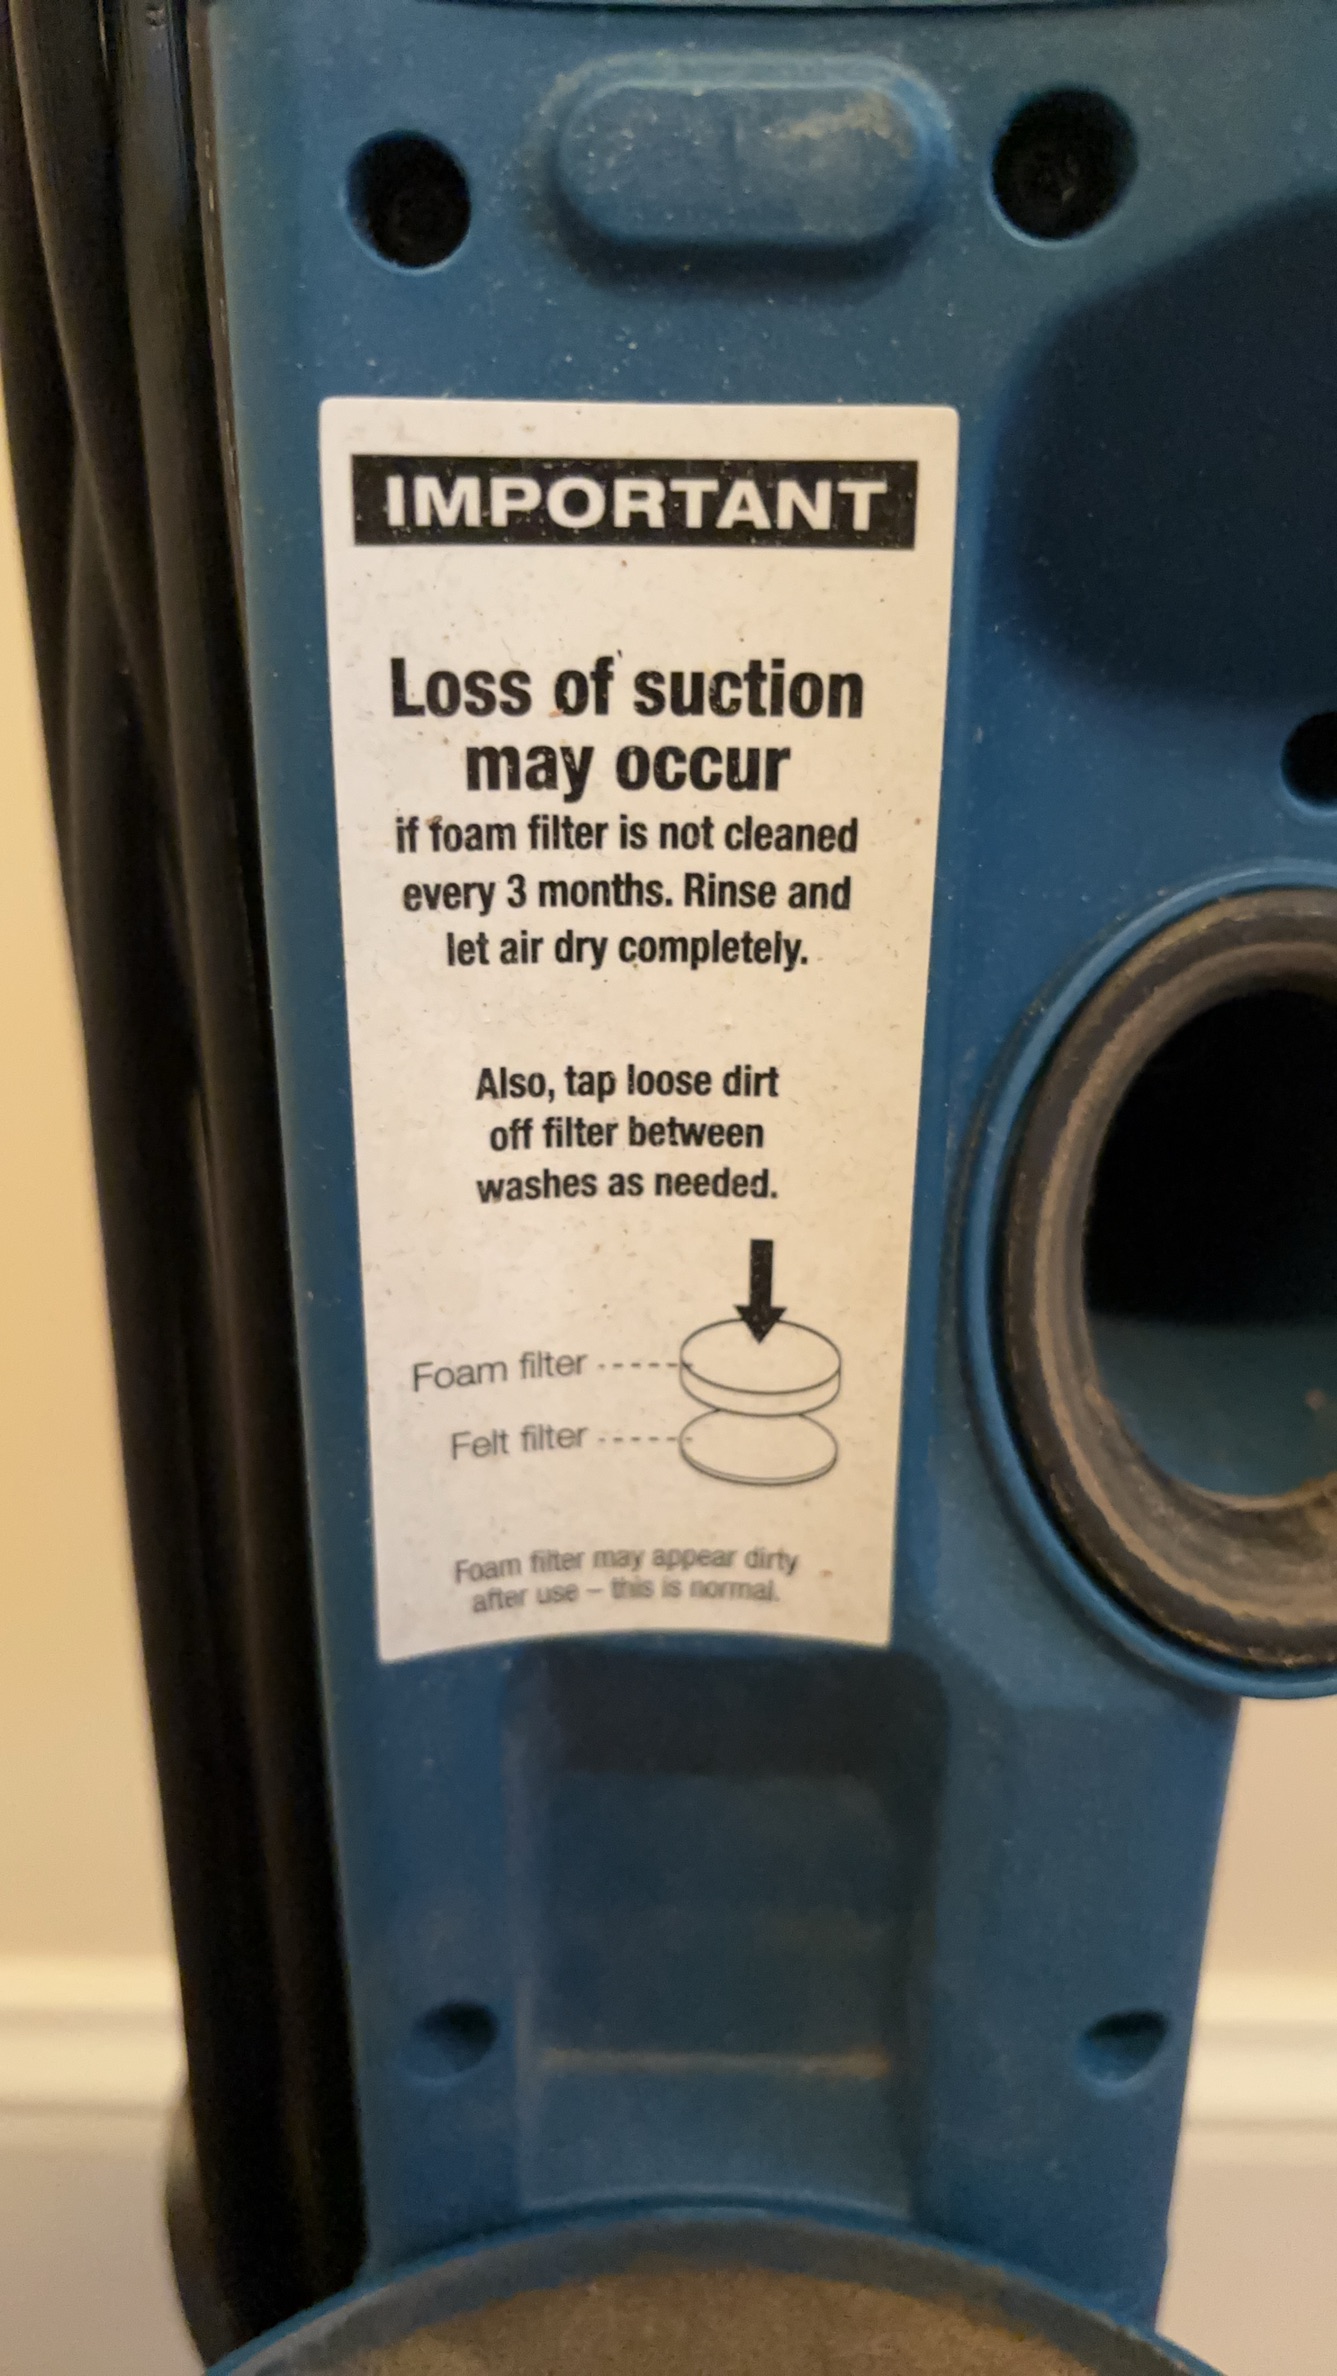 IMPORTANT
Loss of suction
may occur
if foam filter is not cleaned
every 3 months. Rinse and
let air dry completely.
Also, tap loose dirt
off filter between
washes as needed.
Foam filter
Felt filter
Foam filter may appear dirty
after use – this is normal.